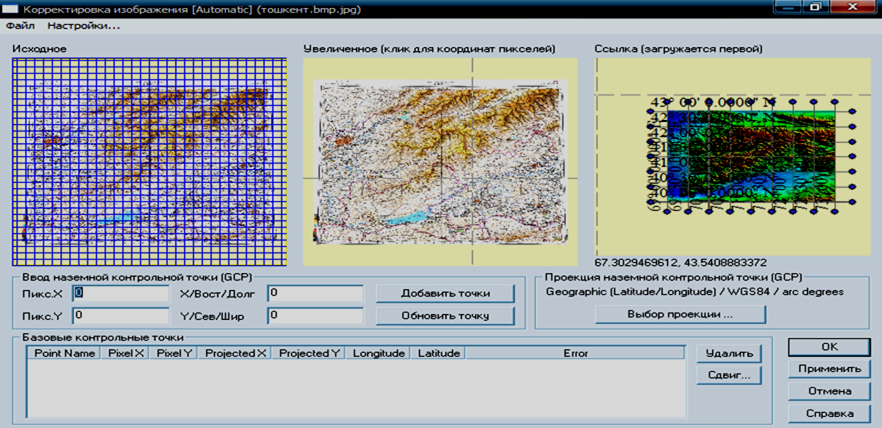 Корректировка изображения [Automatic] (тошкент.bmp.jpg)
Файл Настройки...
Исходное
Увеличенное (клик для координат пикселей)
Ссылка (загружается первой)
43° 00' 0.0000" N
67.3029469612, 43.5408883372
Ввод наземной контрольной точки (GCP)
Пикс.X 0 X/Вост/Долг 0 Добавить точки
Пикс.Y 0 Y/Сев/Шир 0 Обновить точку
Проекция наземной контрольной точки (GCP)
Geographic (Latitude/Longitude) / WGS84 / arc degrees
Выбор проекции ...
Базовые контрольные точки
Point Name Pixel X Pixel Y Projected X Projected Y Longitude Latitude Error
Удалить
Сдвиг...
OK
Применить
Отмена
Справка